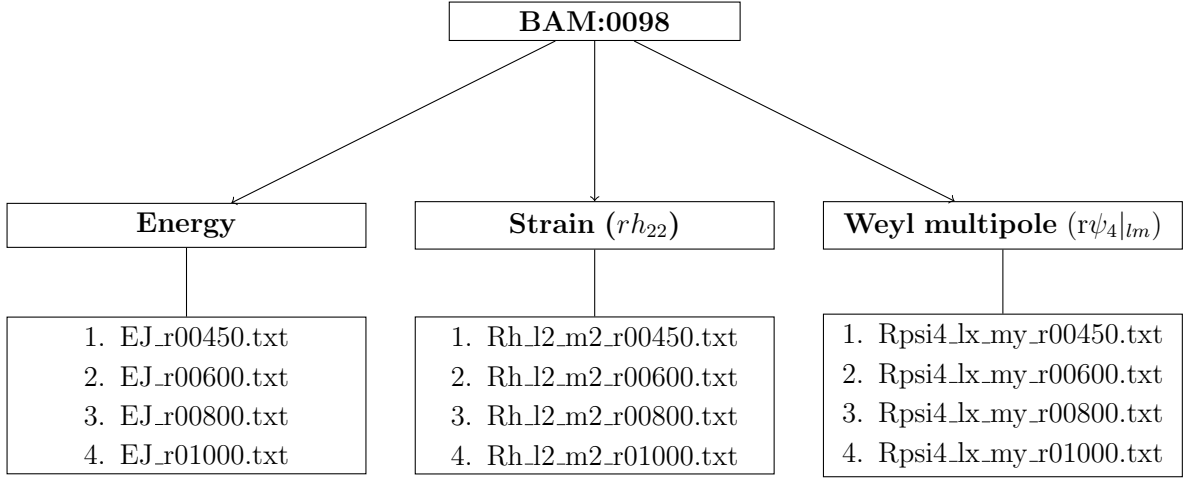 BAM:0098
Energy
Strain (rh₂₂)
Weyl multipole (rψ₄|ₗₘ)
1. EJ_r00450.txt
2. EJ_r00600.txt
3. EJ_r00800.txt
4. EJ_r01000.txt
1. Rh_l2_m2_r00450.txt
2. Rh_l2_m2_r00600.txt
3. Rh_l2_m2_r00800.txt
4. Rh_l2_m2_r01000.txt
1. Rpsi4_lx_my_r00450.txt
2. Rpsi4_lx_my_r00600.txt
3. Rpsi4_lx_my_r00800.txt
4. Rpsi4_lx_my_r01000.txt